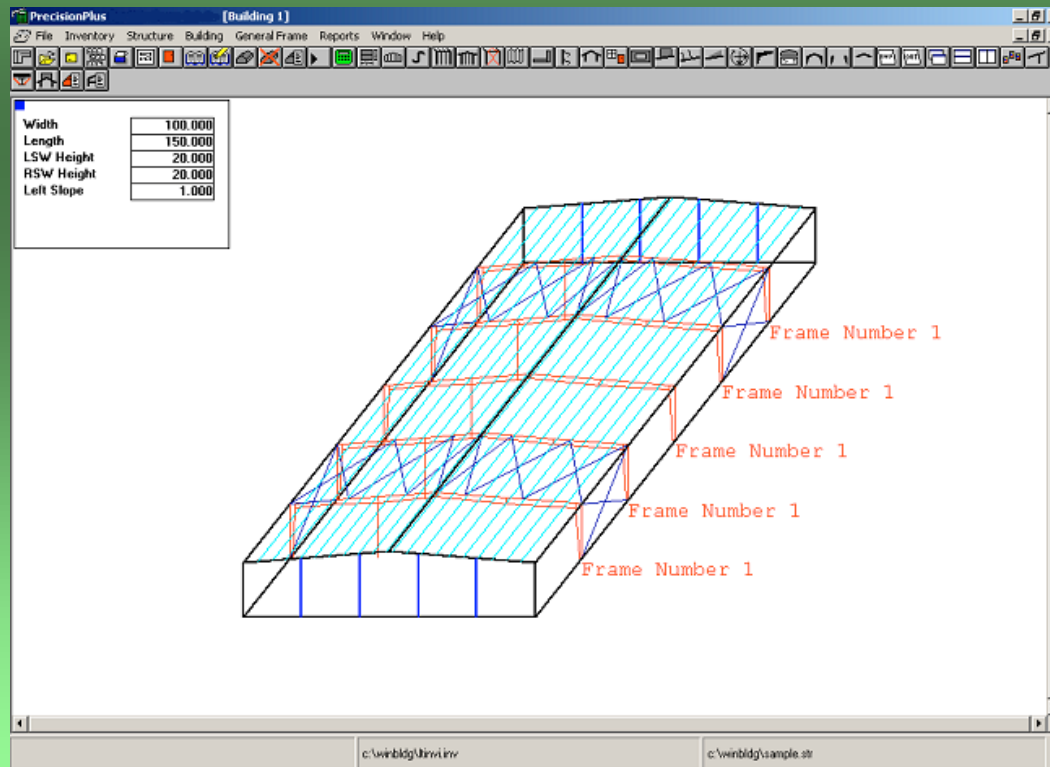 PrecisionPlus [Building 1]
File Inventory Structure Building General Frame Reports Window Help
Width 100.000
Length 150.000
LSW Height 20.000
RSW Height 20.000
Left Slope 1.000
Frame Number 1
Frame Number 1
Frame Number 1
Frame Number 1
Frame Number 1
c:\winbldg\ltinvi.inv c:\winbldg\sample.str